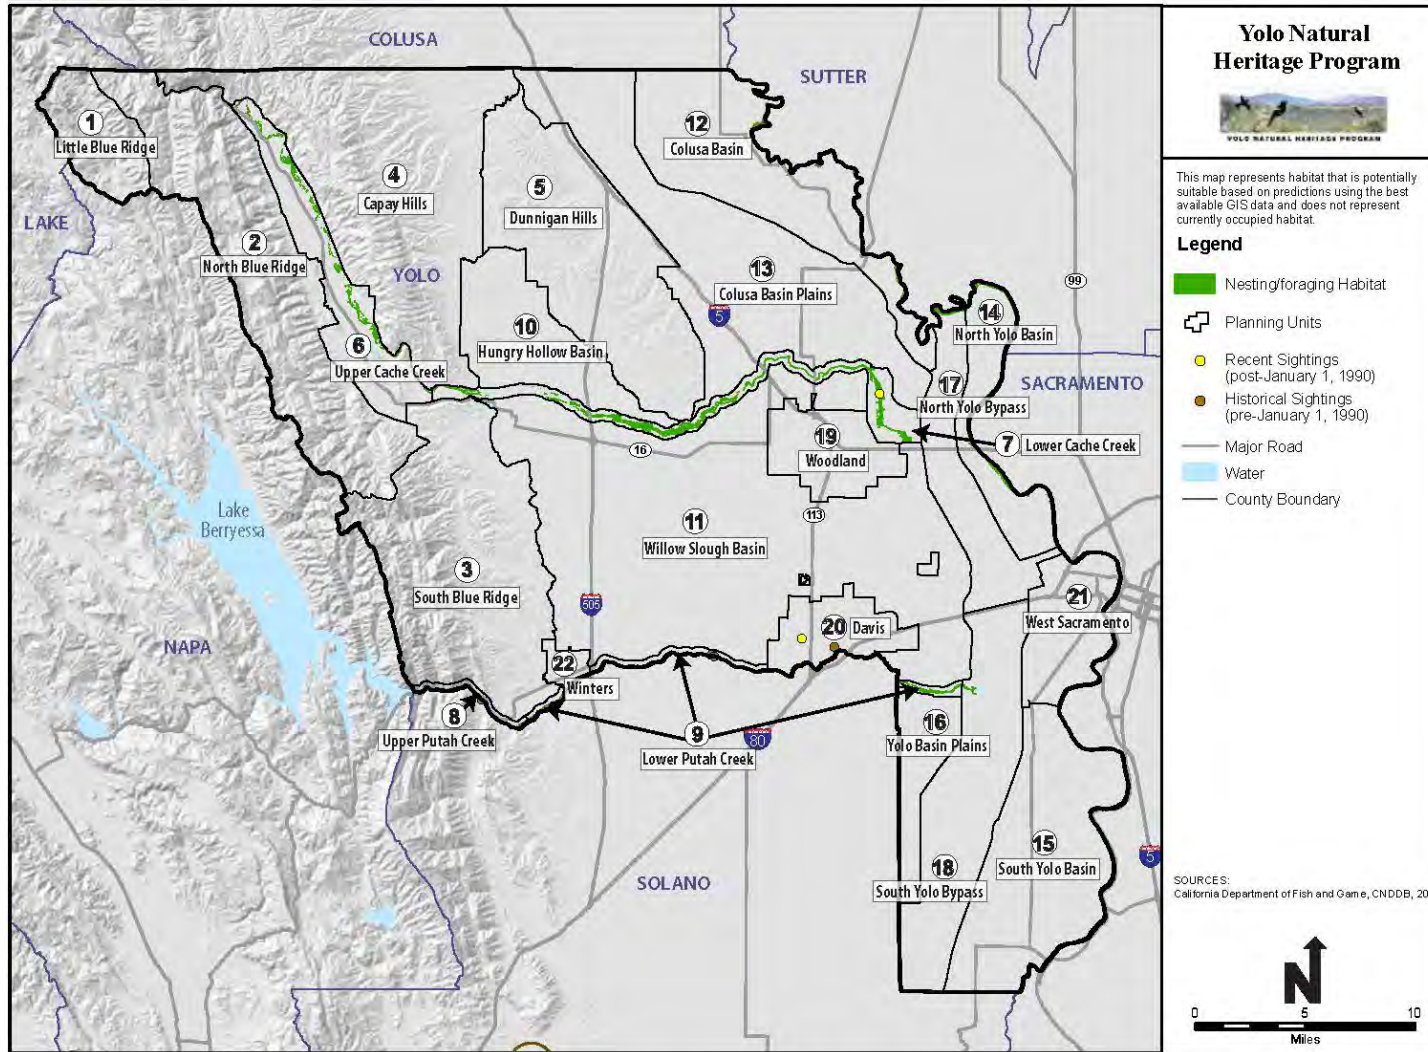 COLUSA
SUTTER
1
Little Blue Ridge
12
Colusa Basin
4
Capay Hills
5
Dunnigan Hills
LAKE
2
North Blue Ridge
YOLO
13
Colusa Basin Plains
99
14
North Yolo Basin
5
10
Hungry Hollow Basin
6
Upper Cache Creek
SACRAMENTO
17
North Yolo Bypass
7
Lower Cache Creek
16
19
Woodland
Lake
Berryessa
113
11
Willow Slough Basin
3
South Blue Ridge
505
21
West Sacramento
20
Davis
NAPA
22
Winters
8
Upper Putah Creek
9
Lower Putah Creek
80
16
Yolo Basin Plains
15
South Yolo Basin
5
18
South Yolo Bypass
SOLANO
Yolo Natural
Heritage Program
YOLO NATURAL HERITAGE PROGRAM
This map represents habitat that is potentially
suitable based on predictions using the best
available GIS data and does not represent
currently occupied habitat.
Legend
Nesting/foraging Habitat
Planning Units
Recent Sightings
(post-January 1, 1990)
Historical Sightings
(pre-January 1, 1990)
Major Road
Water
County Boundary
SOURCES:
California Department of Fish and Game, CNDDB, 20
N
0 5 10
Miles